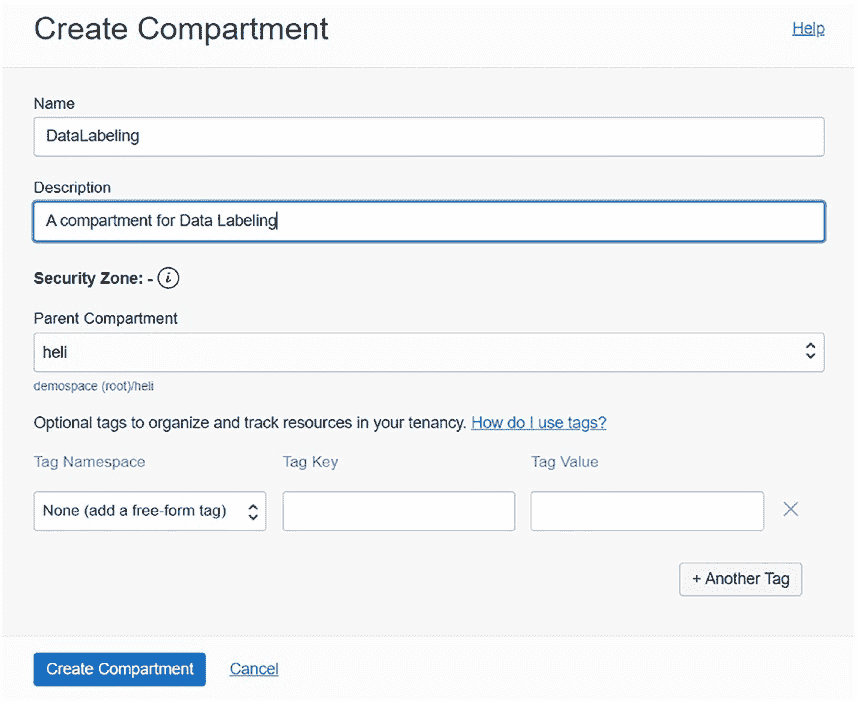 Create Compartment
Help
Name
DataLabeling
Description
A compartment for Data Labeling
Security Zone: - i
Parent Compartment
heli
demospace (root)/heli
Optional tags to organize and track resources in your tenancy. How do I use tags?
Tag Namespace Tag Key Tag Value
None (add a free-form tag)
+ Another Tag
Create Compartment Cancel